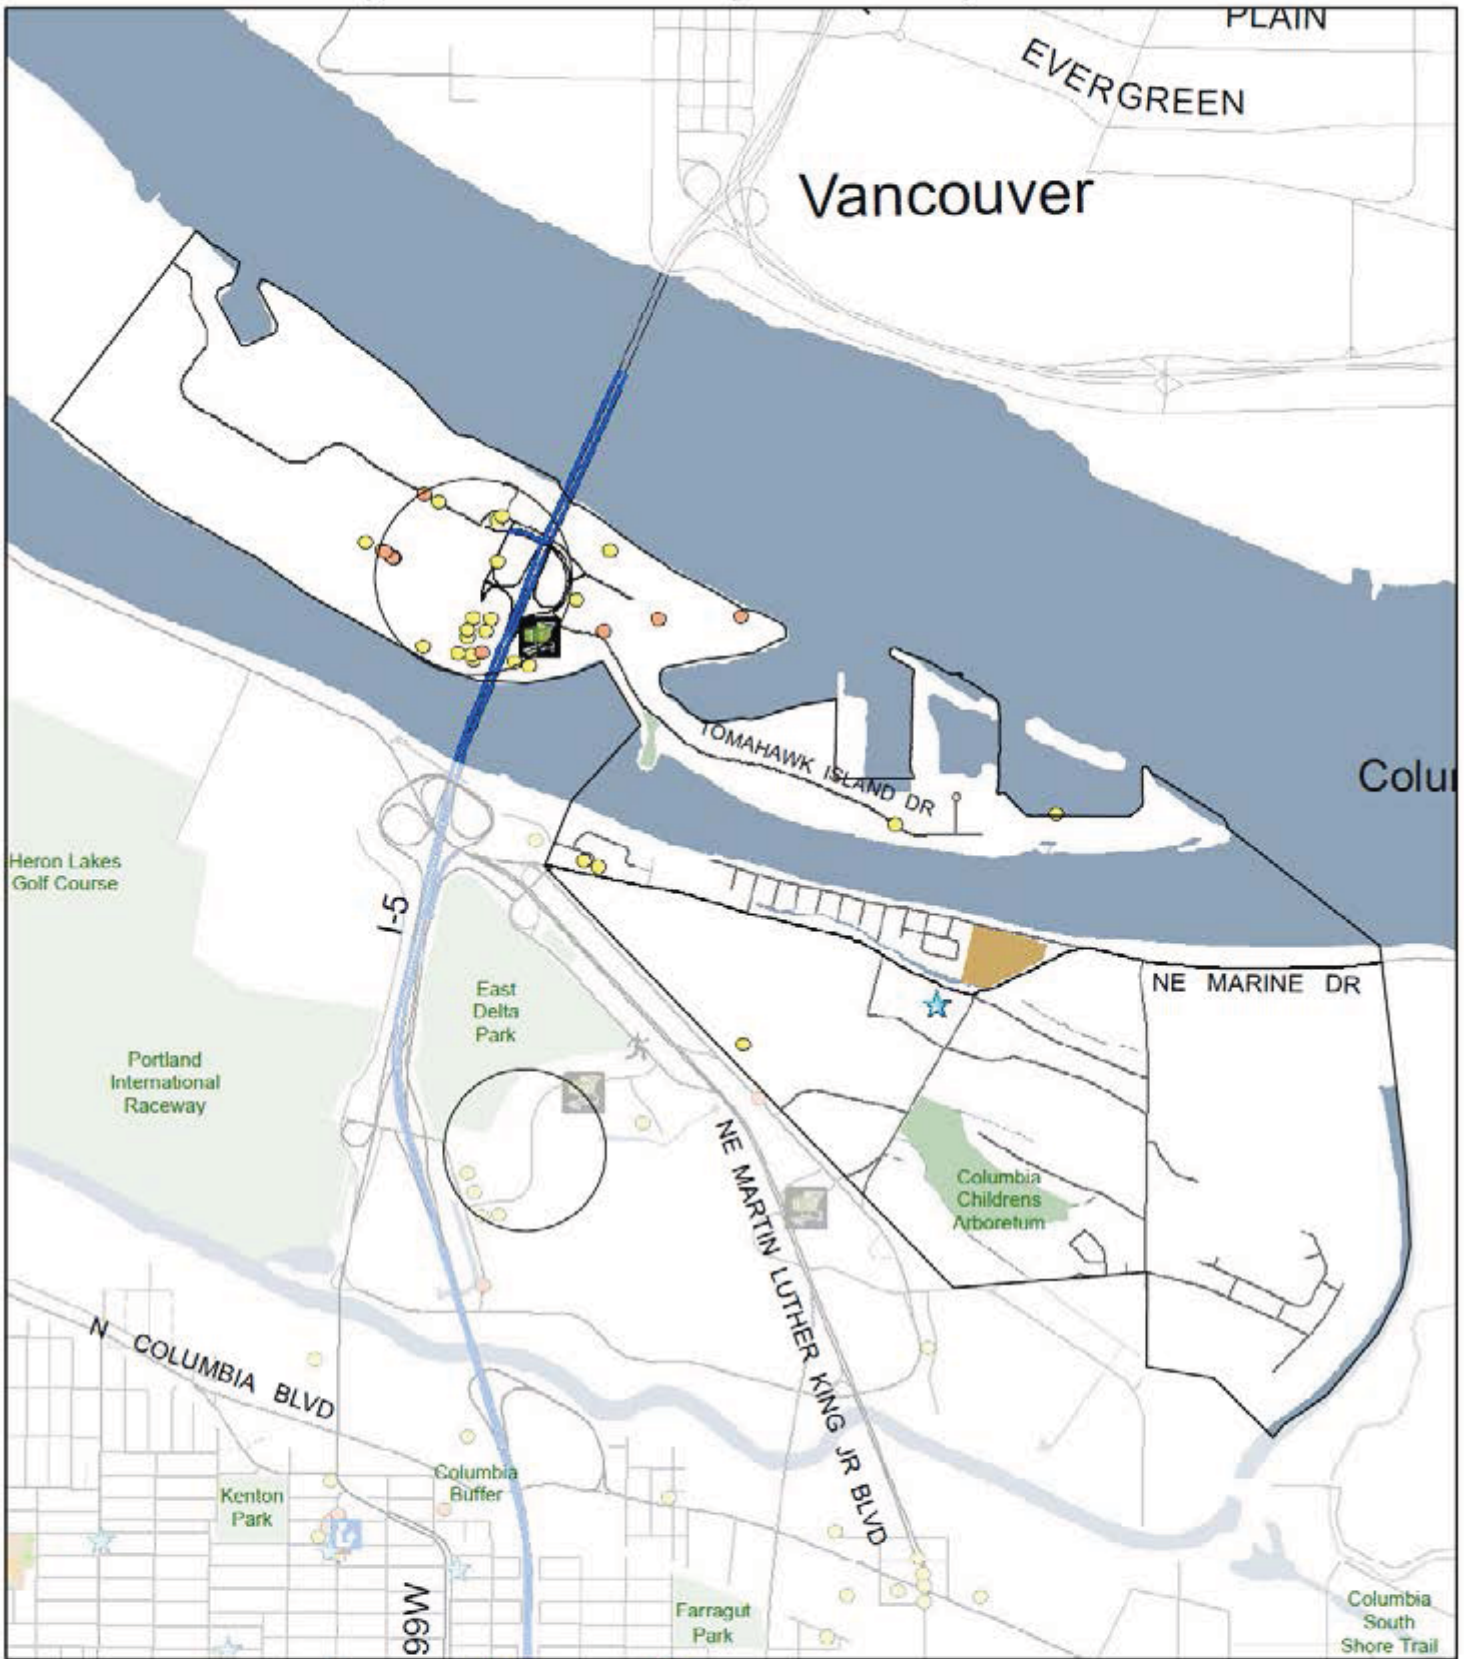 PLAIN
EVERGREEN
Vancouver
TOMAHAWK ISLAND DR
Colu
Heron Lakes
Golf Course
I-5
NE MARINE DR
East
Delta
Park
Portland
International
Raceway
NE MARTIN LUTHER KING JR BLVD
Columbia
Childrens
Arboretum
N COLUMBIA BLVD
Columbia
Buffer
Kenton
Park
99W
Farragut
Park
Columbia
South
Shore Trail